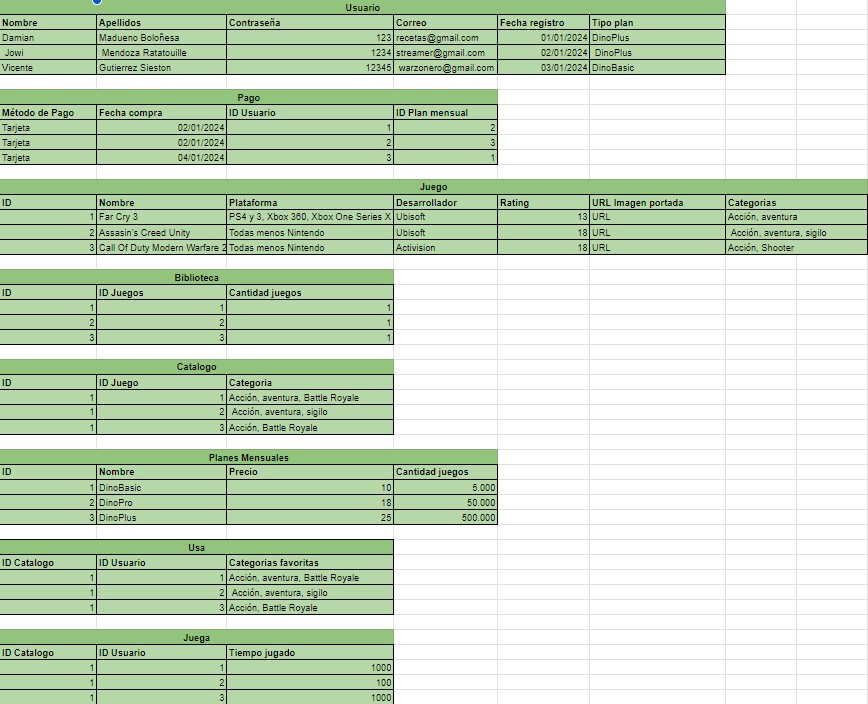 Usuario
Nombre Apellidos Contraseña Correo Fecha registro Tipo plan
Damian Madueno Boloñesa 123 recetas@gmail.com 01/01/2024 DinoPlus
Jowi Mendoza Ratatouille 1234 streamer@gmail.com 02/01/2024 DinoPlus
Vicente Gutierrez Sieston 12345 warzonero@gmail.com 03/01/2024 DinoBasic
Pago
Método de Pago Fecha compra ID Usuario ID Plan mensual
Tarjeta 02/01/2024 1 2
Tarjeta 02/01/2024 2 3
Tarjeta 04/01/2024 3 1
Juego
ID Nombre Plataforma Desarrollador Rating URL Imagen portada Categorias
1 Far Cry 3 PS4 y 3, Xbox 360, Xbox One Series X Ubisoft 13 URL Acción, aventura
2 Assasin's Creed Unity Todas menos Nintendo Ubisoft 18 URL Acción, aventura, sigilo
3 Call Of Duty Modern Warfare 2 Todas menos Nintendo Activision 18 URL Acción, Shooter
Biblioteca
ID ID Juegos Cantidad juegos
1 1 1
2 2 1
3 3 1
Catalogo
ID ID Juego Categoria
1 1 Acción, aventura, Battle Royale
1 2 Acción, aventura, sigilo
1 3 Acción, Battle Royale
Planes Mensuales
ID Nombre Precio Cantidad juegos
1 DinoBasic 10 5.000
2 DinoPro 18 50.000
3 DinoPlus 25 500.000
Usa
ID Catalogo ID Usuario Categorias favoritas
1 1 Acción, aventura, Battle Royale
1 2 Acción, aventura, sigilo
1 3 Acción, Battle Royale
Juega
ID Catalogo ID Usuario Tiempo jugado
1 1 1000
1 2 100
1 3 1000